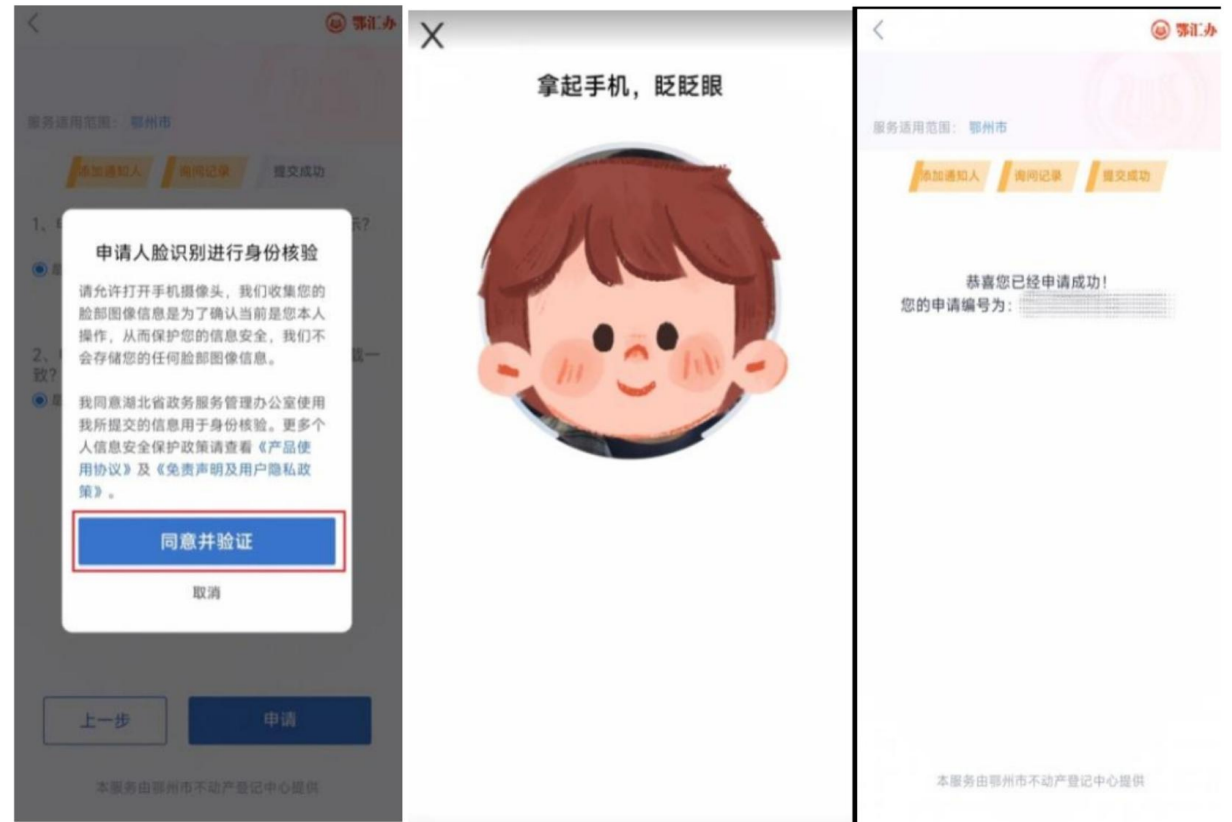 鄂汇办
服务适用范围： 鄂州市
添加通知人 询问记录 提交成功
1、
示？
2、
载一
致？
申请人脸识别进行身份核验
请允许打开手机摄像头，我们收集您的
脸部图像信息是为了确认当前是您本人
操作，从而保护您的信息安全，我们不
会存储您的任何脸部图像信息。
我同意湖北省政务服务管理办公室使用
我所提交的信息用于身份核验。更多个
人信息安全保护政策请查看《产品使
用协议》及《免责声明及用户隐私政
策》。
同意并验证
取消
上一步 申请
本服务由鄂州市不动产登记中心提供
X
拿起手机，眨眨眼
鄂汇办
服务适用范围： 鄂州市
添加通知人 询问记录 提交成功
恭喜您已经申请成功！
您的申请编号为：
本服务由鄂州市不动产登记中心提供